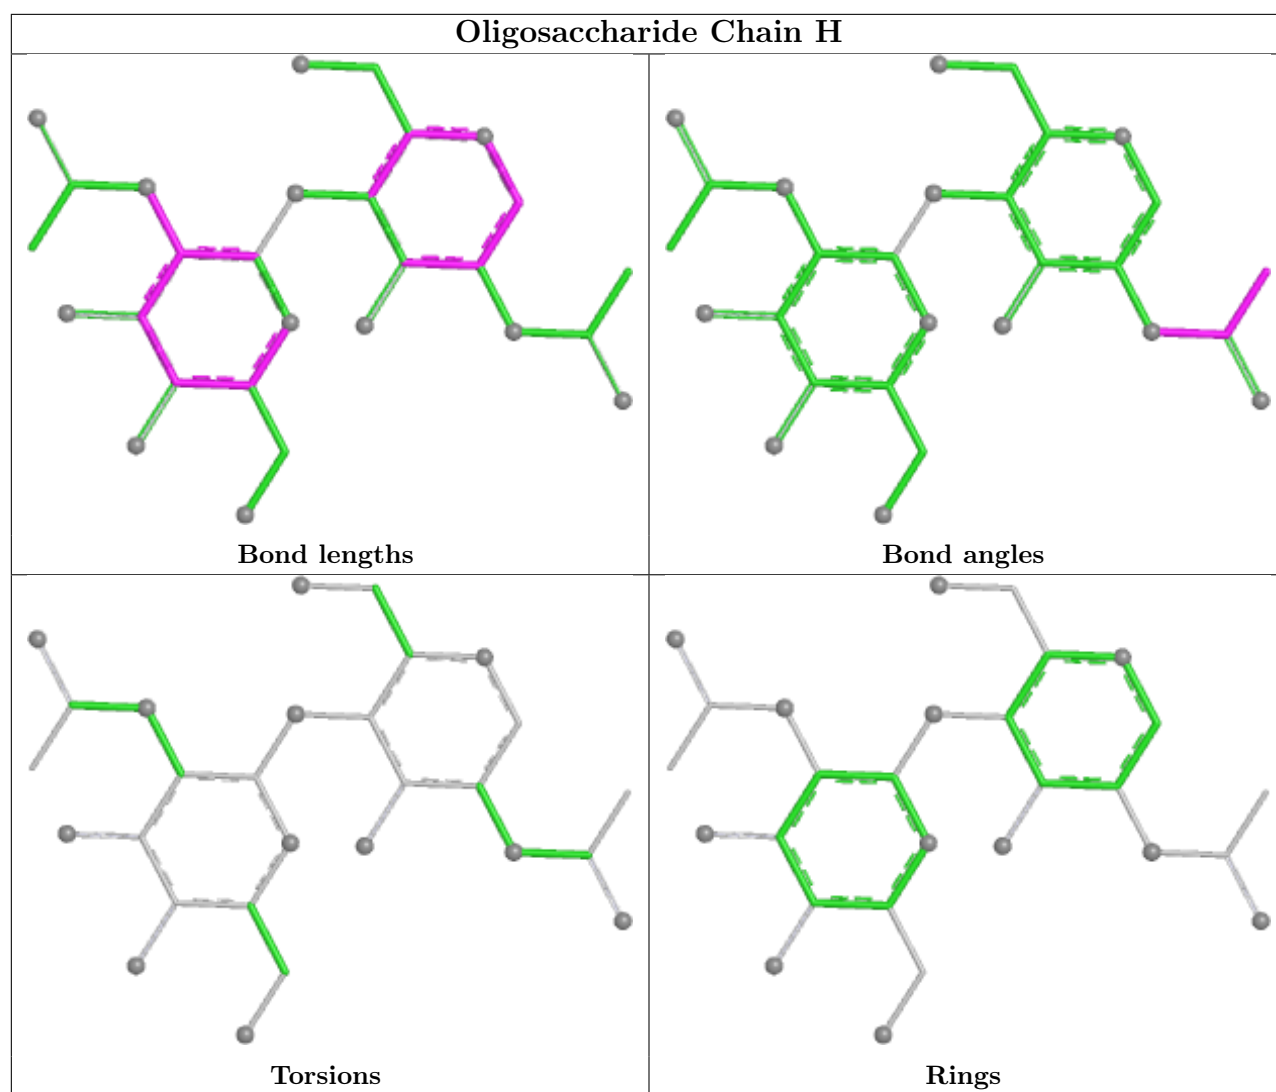 Oligosaccharide Chain H
Bond lengths
Bond angles
Torsions
Rings